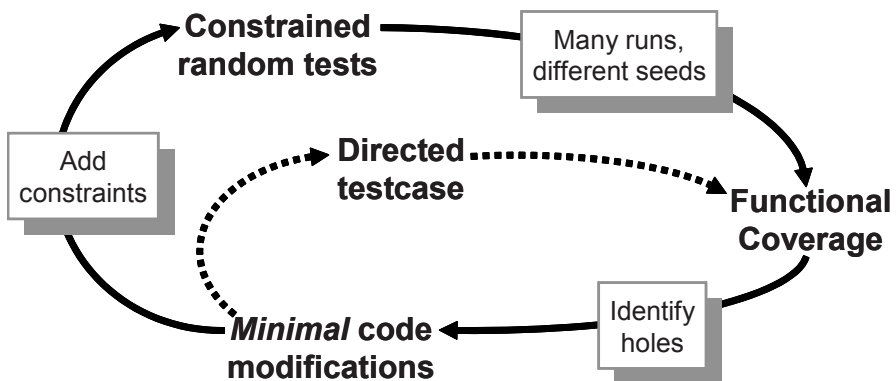 Constrained
random tests
Many runs,
different seeds
Add
constraints
Directed
testcase
Functional
Coverage
Identify
holes
Minimal code
modifications